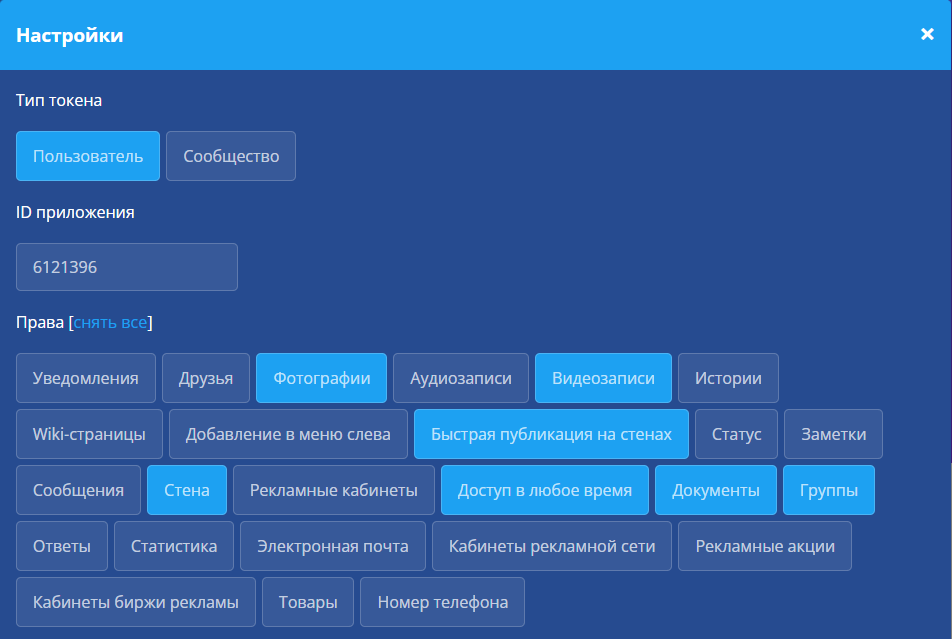 Настройки ×
Тип токена
Пользователь Сообщество
ID приложения
6121396
Права [снять все]
Уведомления Друзья Фотографии Аудиозаписи Видеозаписи Истории
Wiki-страницы Добавление в меню слева Быстрая публикация на стенах Статус Заметки
Сообщения Стена Рекламные кабинеты Доступ в любое время Документы Группы
Ответы Статистика Электронная почта Кабинеты рекламной сети Рекламные акции
Кабинеты биржи рекламы Товары Номер телефона